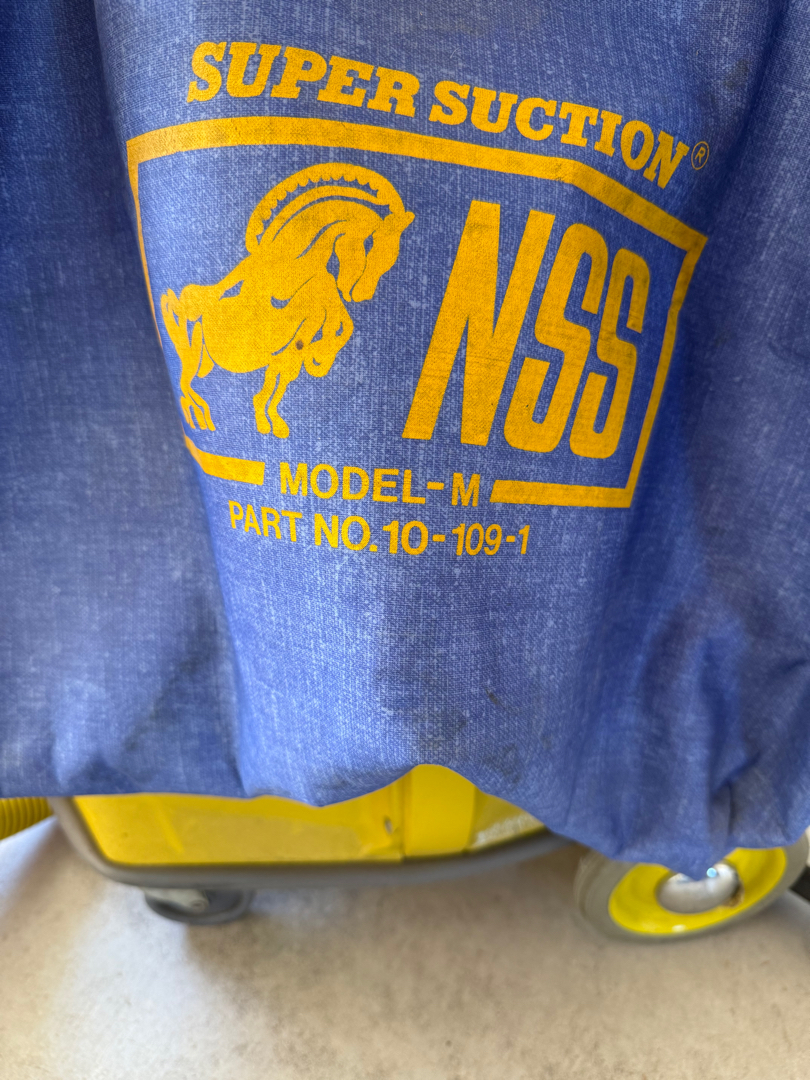 SUPER SUCTION®
NSS
MODEL-M
PART NO. 10-109-1